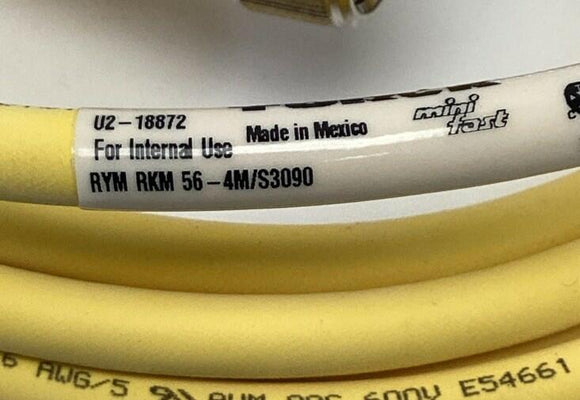 U2-18872
Made in Mexico
mini
fast
For Internal Use
RYM RKM 56-4M/S3090
6 AWG/5
600V E54661